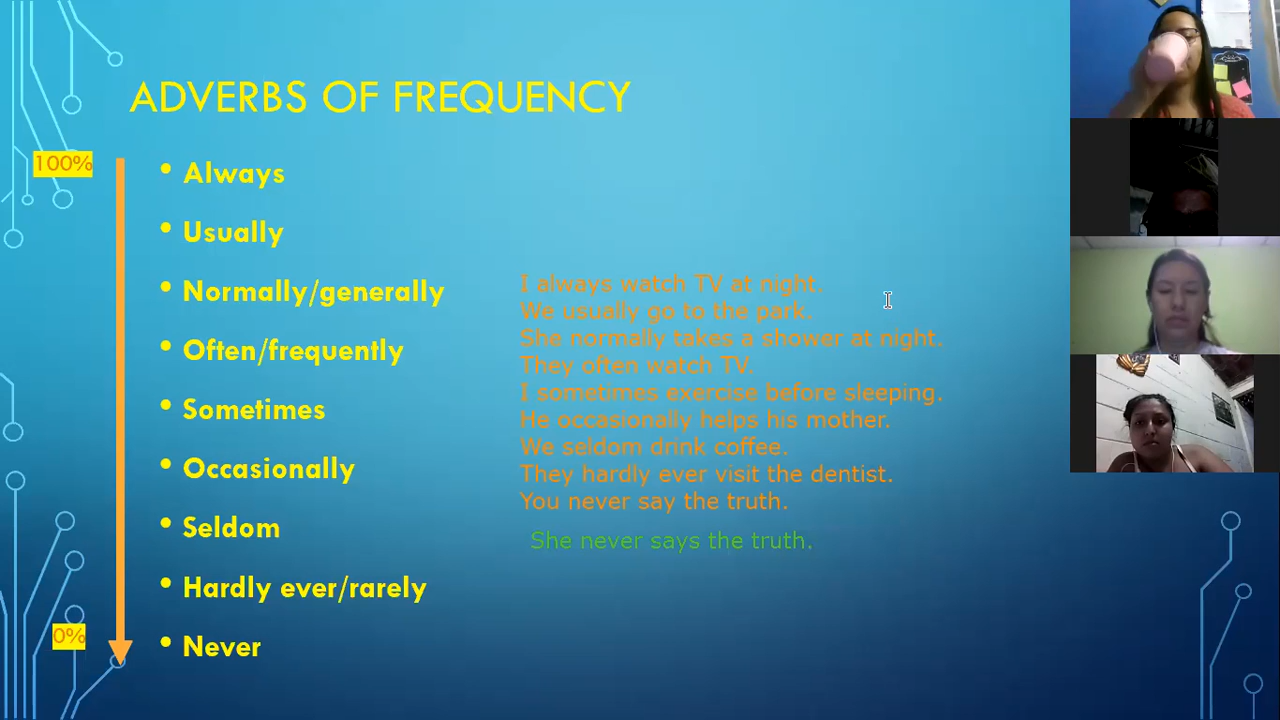 ADVERBS OF FREQUENCY
100%
• Always
• Usually
• Normally/generally
• Often/frequently
• Sometimes
• Occasionally
• Seldom
• Hardly ever/rarely
• Never
0%
I always watch TV at night.
We usually go to the park.
She normally takes a shower at night.
They often watch TV.
I sometimes exercise before sleeping.
He occasionally helps his mother.
We seldom drink coffee.
They hardly ever visit the dentist.
You never say the truth.
She never says the truth.